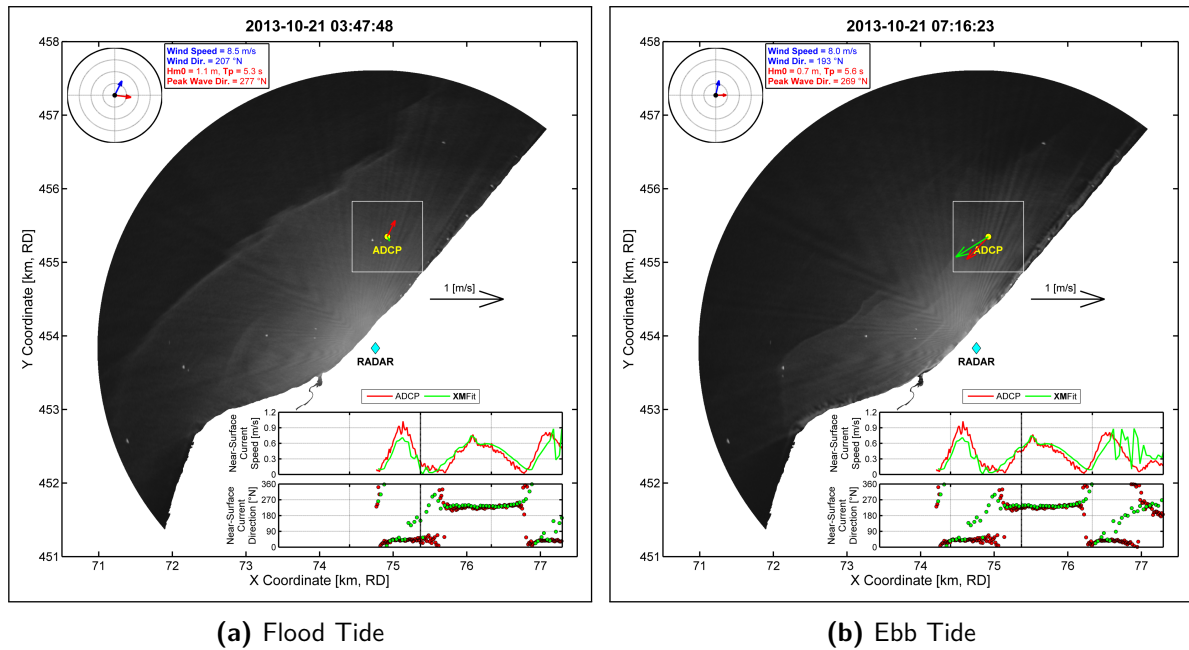 2013-10-21 03:47:48
Wind Speed = 8.5 m/s
Wind Dir. = 207 °N
Hm0 = 1.1 m, Tp = 5.3 s
Peak Wave Dir. = 277 °N
458
457
456
455
454
453
452
451
Y Coordinate [km, RD]
ADCP
1 [m/s]
RADAR
ADCP XMFit
Near-Surface
Current
Speed [m/s]
1.2
0.9
0.6
0.3
0
Near-Surface
Current
Direction [°N]
360
270
180
90
0
71 72 73 74 75 76 77
X Coordinate [km, RD]
(a) Flood Tide
2013-10-21 07:16:23
Wind Speed = 8.0 m/s
Wind Dir. = 193 °N
Hm0 = 0.7 m, Tp = 5.6 s
Peak Wave Dir. = 269 °N
458
457
456
455
454
453
452
451
Y Coordinate [km, RD]
ADCP
1 [m/s]
RADAR
ADCP XMFit
Near-Surface
Current
Speed [m/s]
1.2
0.9
0.6
0.3
0
Near-Surface
Current
Direction [°N]
360
270
180
90
0
71 72 73 74 75 76 77
X Coordinate [km, RD]
(b) Ebb Tide